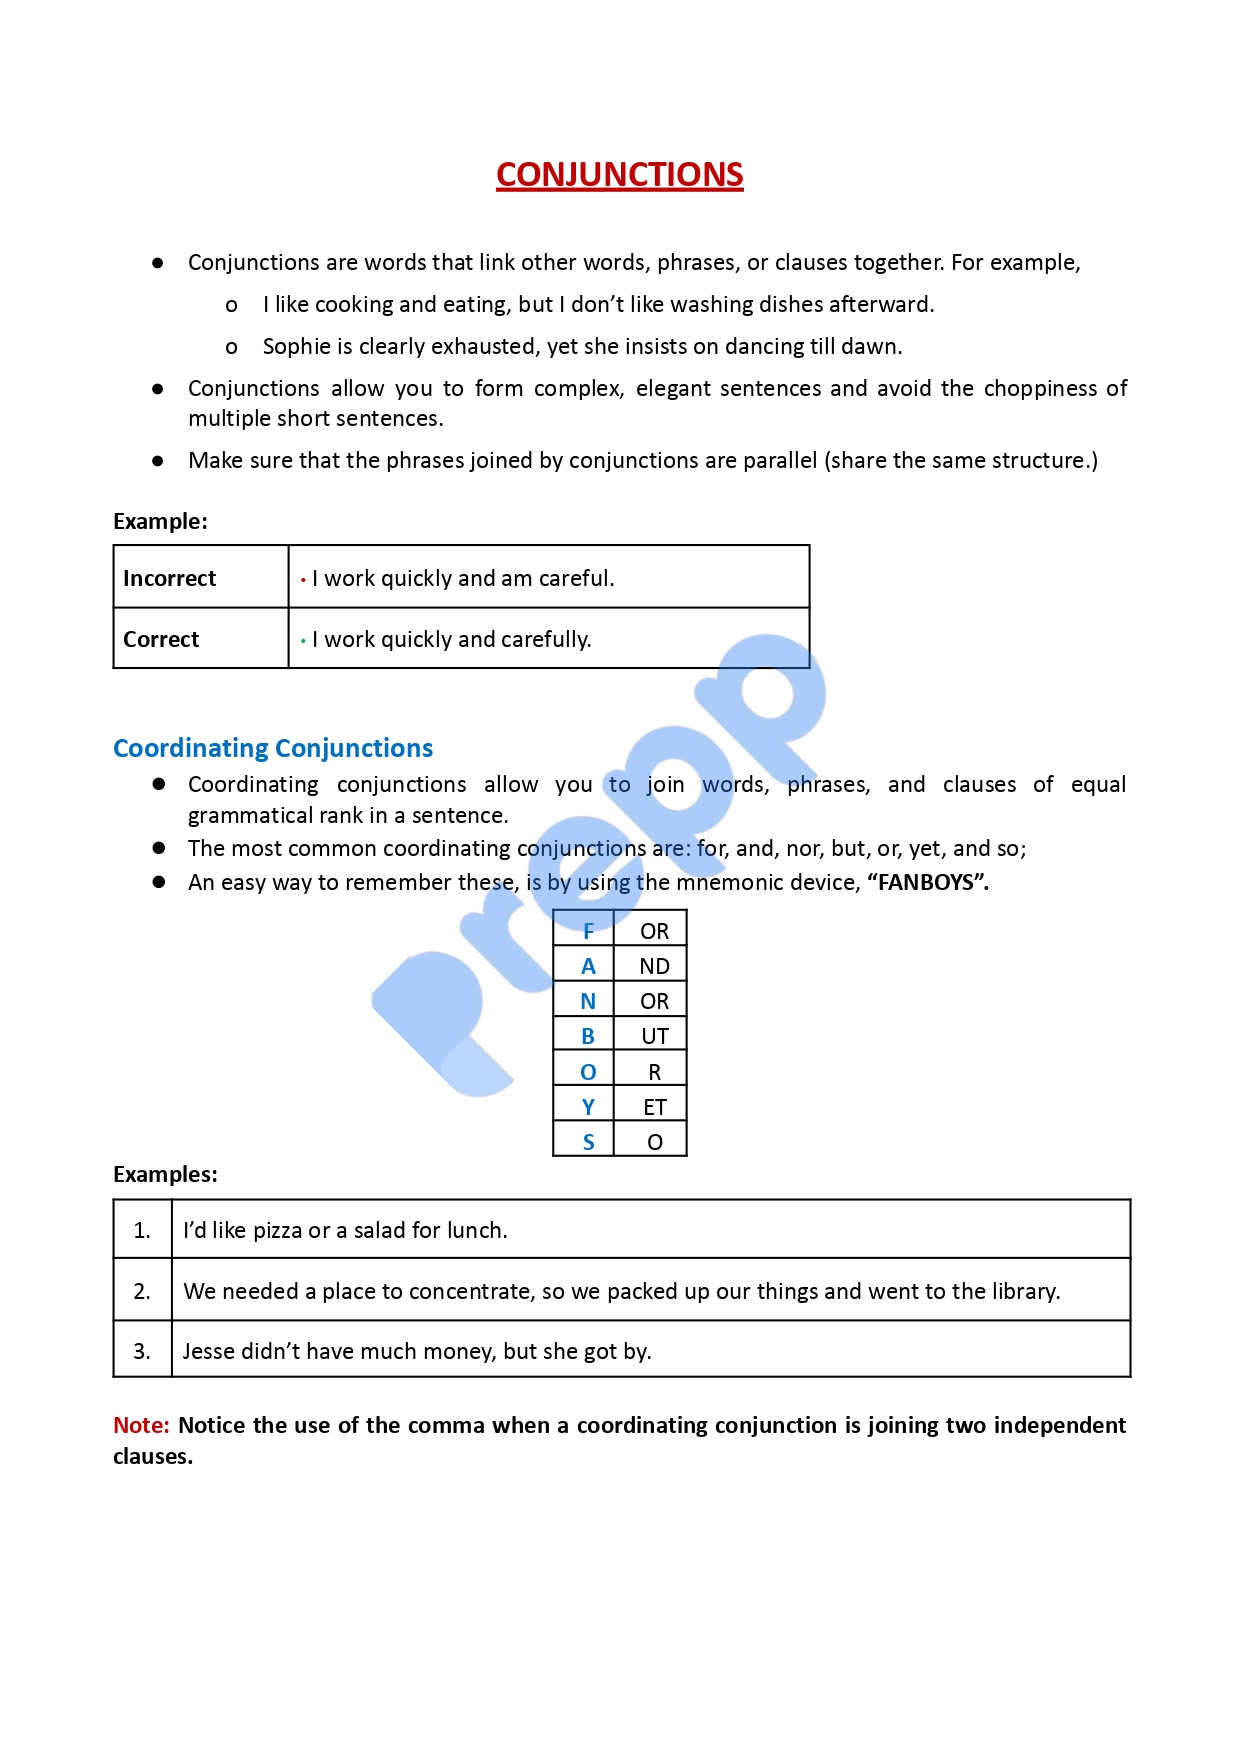 CONJUNCTIONS
● Conjunctions are words that link other words, phrases, or clauses together. For example,
o I like cooking and eating, but I don’t like washing dishes afterward.
o Sophie is clearly exhausted, yet she insists on dancing till dawn.
● Conjunctions allow you to form complex, elegant sentences and avoid the choppiness of
multiple short sentences.
● Make sure that the phrases joined by conjunctions are parallel (share the same structure.)
Example:
Incorrect • I work quickly and am careful.
Correct • I work quickly and carefully.
Coordinating Conjunctions
● Coordinating conjunctions allow you to join words, phrases, and clauses of equal
grammatical rank in a sentence.
● The most common coordinating conjunctions are: for, and, nor, but, or, yet, and so;
● An easy way to remember these, is by using the mnemonic device, “FANBOYS”.
F OR
A ND
N OR
B UT
O R
Y ET
S O
Examples:
1. I’d like pizza or a salad for lunch.
2. We needed a place to concentrate, so we packed up our things and went to the library.
3. Jesse didn’t have much money, but she got by.
Note: Notice the use of the comma when a coordinating conjunction is joining two independent
clauses.
prepp